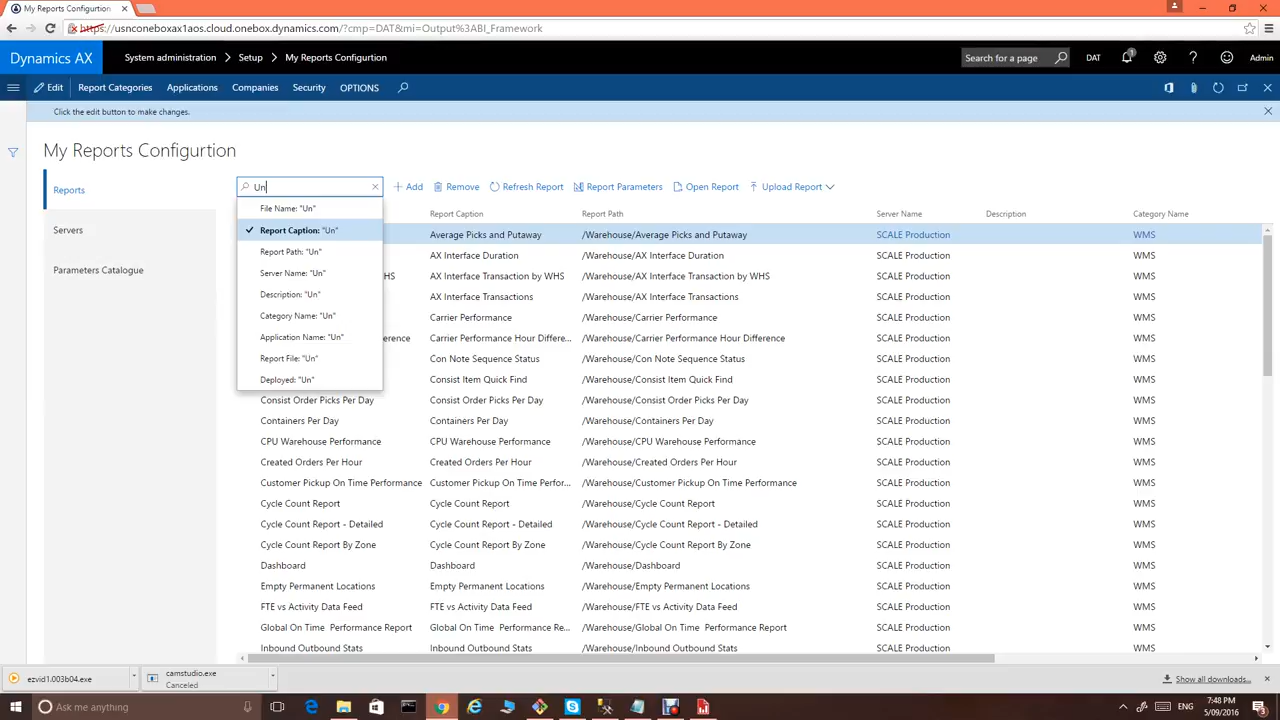 My Reports Configurtion
https://usnconeboxax1aos.cloud.onebox.dynamics.com/?cmp=DAT&mi=Output%3ABI_Framework
Dynamics AX System administration > Setup > My Reports Configurtion Search for a page DAT 1 ? Admin
Edit Report Categories Applications Companies Security OPTIONS
Click the edit button to make changes.
My Reports Configurtion
Reports
Servers
Parameters Catalogue
Un
Add Remove Refresh Report Report Parameters Open Report Upload Report
File Name: "Un"
Report Caption: "Un"
Report Path: "Un"
Server Name: "Un"
Description: "Un"
Category Name: "Un"
Application Name: "Un"
Report File: "Un"
Deployed: "Un"
Report Caption Report Path Server Name Description Category Name
Average Picks and Putaway /Warehouse/Average Picks and Putaway SCALE Production WMS
AX Interface Duration /Warehouse/AX Interface Duration SCALE Production WMS
HS AX Interface Transaction by WHS /Warehouse/AX Interface Transaction by WHS SCALE Production WMS
AX Interface Transactions /Warehouse/AX Interface Transactions SCALE Production WMS
Carrier Performance /Warehouse/Carrier Performance SCALE Production WMS
erence Carrier Performance Hour Differe... /Warehouse/Carrier Performance Hour Difference SCALE Production WMS
Con Note Sequence Status /Warehouse/Con Note Sequence Status SCALE Production WMS
Consist Item Quick Find /Warehouse/Consist Item Quick Find SCALE Production WMS
Consist Order Picks Per Day Consist Order Picks Per Day /Warehouse/Consist Order Picks Per Day SCALE Production WMS
Containers Per Day Containers Per Day /Warehouse/Containers Per Day SCALE Production WMS
CPU Warehouse Performance CPU Warehouse Performance /Warehouse/CPU Warehouse Performance SCALE Production WMS
Created Orders Per Hour Created Orders Per Hour /Warehouse/Created Orders Per Hour SCALE Production WMS
Customer Pickup On Time Performance Customer Pickup On Time Perfor... /Warehouse/Customer Pickup On Time Performance SCALE Production WMS
Cycle Count Report Cycle Count Report /Warehouse/Cycle Count Report SCALE Production WMS
Cycle Count Report - Detailed Cycle Count Report - Detailed /Warehouse/Cycle Count Report - Detailed SCALE Production WMS
Cycle Count Report By Zone Cycle Count Report By Zone /Warehouse/Cycle Count Report By Zone SCALE Production WMS
Dashboard Dashboard /Warehouse/Dashboard SCALE Production WMS
Empty Permanent Locations Empty Permanent Locations /Warehouse/Empty Permanent Locations SCALE Production WMS
FTE vs Activity Data Feed FTE vs Activity Data Feed /Warehouse/FTE vs Activity Data Feed SCALE Production WMS
Global On Time Performance Report Global On Time Performance Re... /Warehouse/Global On Time Performance Report SCALE Production WMS
Inbound Outbound Stats Inbound Outbound Stats /Warehouse/Inbound Outbound Stats SCALE Production WMS
ezvid1.003b04.exe
camstudio.exe
Canceled
Show all downloads...
Ask me anything
7:48 PM
5/09/2016